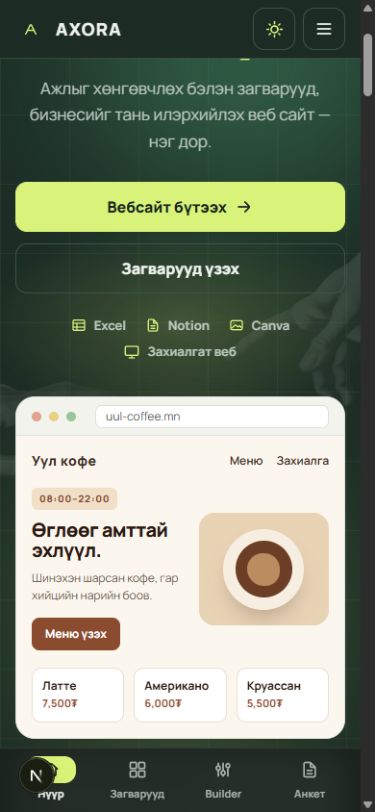 AXORA
Ажлыг хөнгөвчлөх бэлэн загварууд,
бизнесийг тань илэрхийлэх веб сайт —
нэг дор.
Вебсайт бүтээх →
Загварууд үзэх
Excel Notion Canva
Захиалгат веб
uul-coffee.mn
Уул кофе Меню Захиалга
08:00–22:00
Өглөөг амттай
эхлүүл.
Шинэхэн шарсан кофе, гар
хийцийн нарийн боов.
Меню үзэх
Латте Американо Круассан
7,500₮ 6,000₮ 5,500₮
N
Нүүр Загварууд Builder Анкет